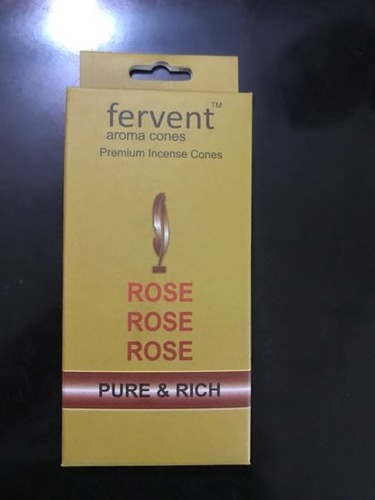 fervent™
aroma cones
Premium Incense Cones
ROSE
ROSE
ROSE
PURE & RICH